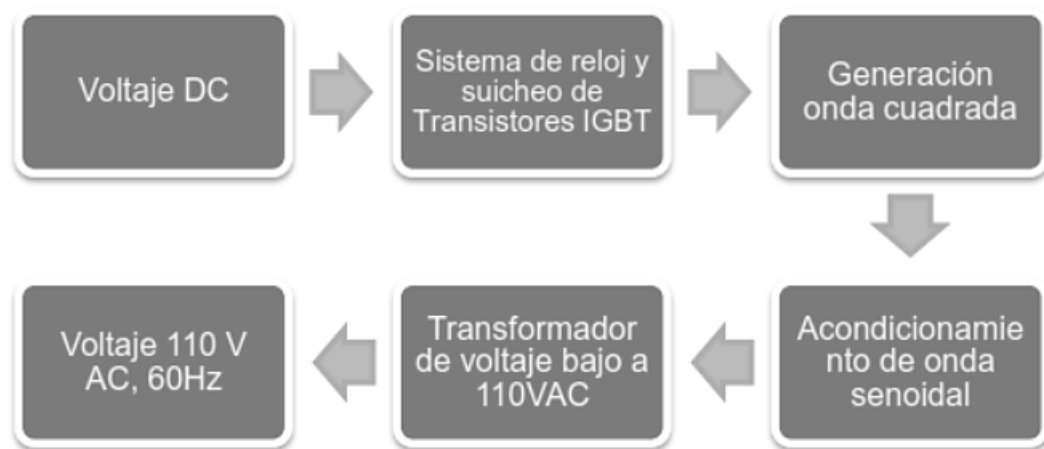 Voltaje DC
Sistema de reloj y
suicheo de
Transistores IGBT
Generación
onda cuadrada
Acondicionamie
nto de onda
senoidal
Transformador
de voltaje bajo a
110VAC
Voltaje 110 V
AC, 60Hz